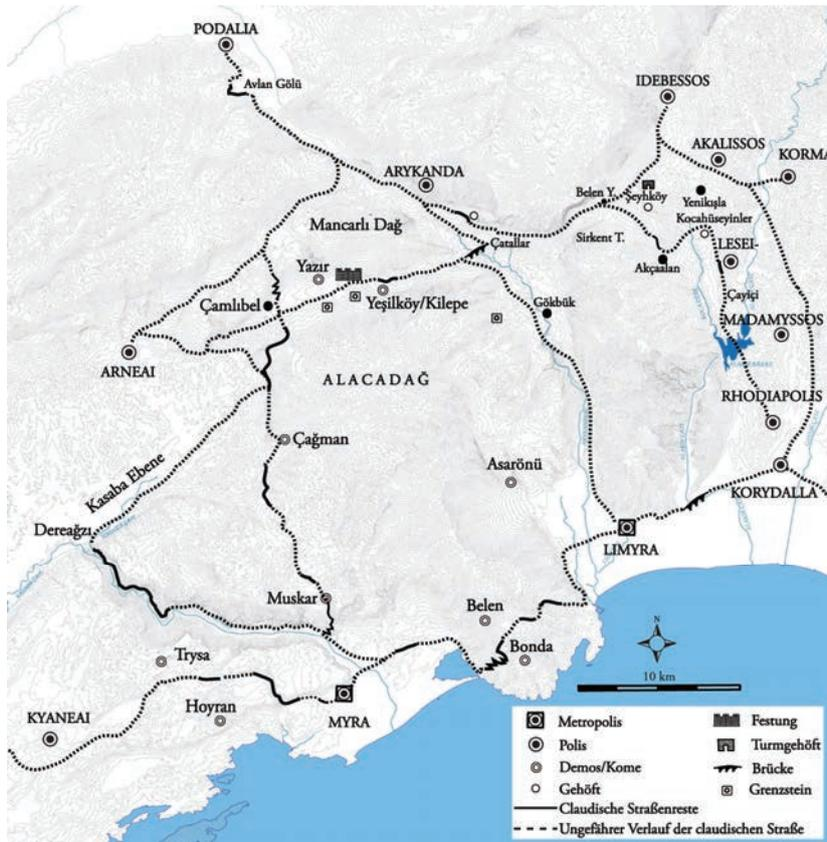 PODALIA
Avlan Gölü
IDEBESSOS
AKALISSOS
KORMA
ARYKANDA
Belen Y.
Şeyhköy
Yenikışla
Kocahüseyinler
Mancarlı Dağ
Çatallar
Sirkent T.
LESEI-
Yazır
Akçaalan
Çayiçi
Çamlıbel
Yeşilköy/Kilepe
Gökbük
MADAMYSSOS
ARNEAI
ALACADAĞ
RHODIAPOLIS
Çağman
Asarönü
KORYDALLA
Kasaba Ebene
Dereağzı
LIMYRA
Muskar
Belen
Bonda
N
Trysa
10 km
Hoyran
MYRA
KYANEAI
Metropolis
Festung
Polis
Turmgehöft
Demos/Kome
Brücke
Gehöft
Grenzstein
Claudische Straßenreste
Ungefährer Verlauf der claudischen Straße